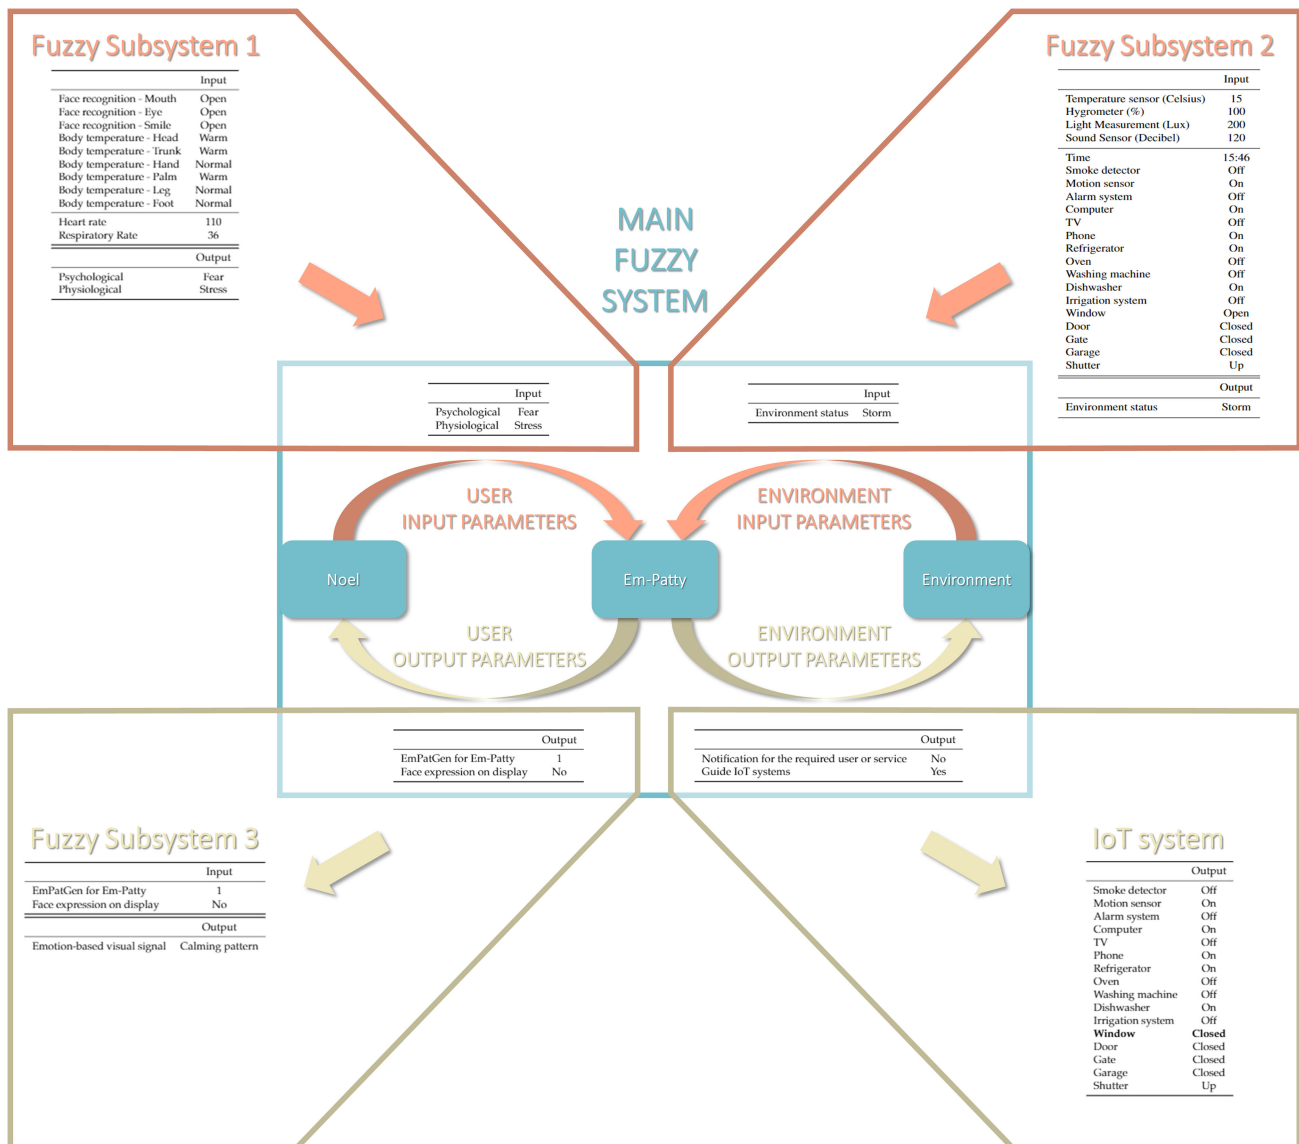 Fuzzy Subsystem 1
Input
Face recognition - Mouth Open
Face recognition - Eye Open
Face recognition - Smile Open
Body temperature - Head Warm
Body temperature - Trunk Warm
Body temperature - Hand Normal
Body temperature - Palm Warm
Body temperature - Leg Normal
Body temperature - Foot Normal
Heart rate 110
Respiratory Rate 36
Output
Psychological Fear
Physiological Stress
Fuzzy Subsystem 2
Input
Temperature sensor (Celsius) 15
Hygrometer (%) 100
Light Measurement (Lux) 200
Sound Sensor (Decibel) 120
Time 15:46
Smoke detector Off
Motion sensor On
Alarm system Off
Computer On
TV Off
Phone On
Refrigerator On
Oven Off
Washing machine Off
Dishwasher On
Irrigation system Off
Window Open
Door Closed
Gate Closed
Garage Closed
Shutter Up
Output
Environment status Storm
MAIN
FUZZY
SYSTEM
Input
Psychological Fear
Physiological Stress
Input
Environment status Storm
USER
INPUT PARAMETERS
ENVIRONMENT
INPUT PARAMETERS
Noel
Em-Patty
Environment
USER
OUTPUT PARAMETERS
ENVIRONMENT
OUTPUT PARAMETERS
Output
EmPatGen for Em-Patty 1
Face expression on display No
Output
Notification for the required user or service No
Guide IoT systems Yes
Fuzzy Subsystem 3
Input
EmPatGen for Em-Patty 1
Face expression on display No
Output
Emotion-based visual signal Calming pattern
IoT system
Output
Smoke detector Off
Motion sensor On
Alarm system Off
Computer On
TV Off
Phone On
Refrigerator On
Oven Off
Washing machine Off
Dishwasher On
Irrigation system Off
Window Closed
Door Closed
Gate Closed
Garage Closed
Shutter Up